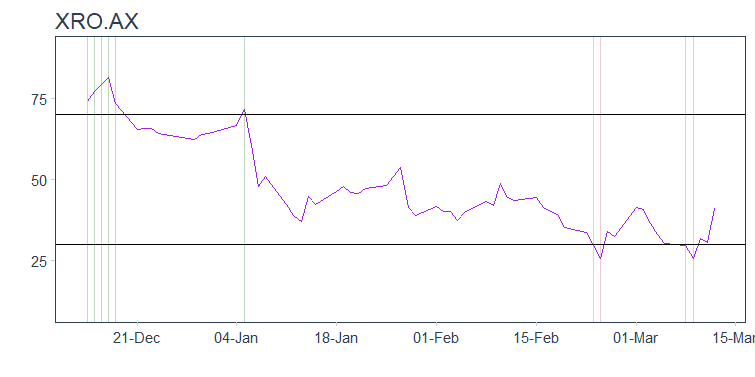 XRO.AX
75
50
25
21-Dec
04-Jan
18-Jan
01-Feb
15-Feb
01-Mar
15-Mar